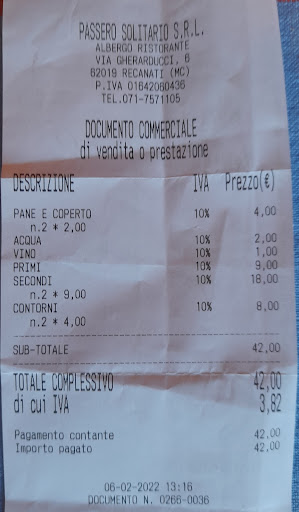 PASSERO SOLITARIO S.R.L.
ALBERGO RISTORANTE
VIA GHERARDUCCI, 6
62019 RECANATI (MC)
P.IVA 01642060436
TEL.071-7571105
DOCUMENTO COMMERCIALE
di vendita o prestazione
DESCRIZIONE IVA Prezzo(€)
PANE E COPERTO 10% 4,00
n.2 * 2,00
ACQUA 10% 2,00
VINO 10% 1,00
PRIMI 10% 9,00
SECONDI 10% 18,00
n.2 * 9,00
CONTORNI 10% 8,00
n.2 * 4,00
SUB-TOTALE 42,00
TOTALE COMPLESSIVO 42,00
di cui IVA 3,82
Pagamento contante 42,00
Importo pagato 42,00
06-02-2022 13:16
DOCUMENTO N. 0266-0036